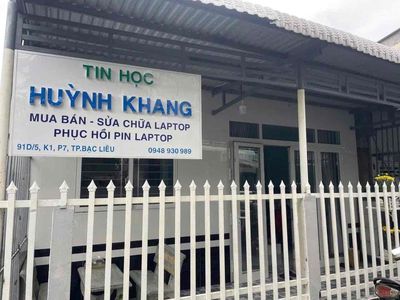 TIN HỌC
HUỲNH KHANG
MUA BÁN - SỬA CHỮA LAPTOP
PHỤC HỒI PIN LAPTOP
91D/5, K1, P7, TP.BẠC LIÊU 0948 930 989